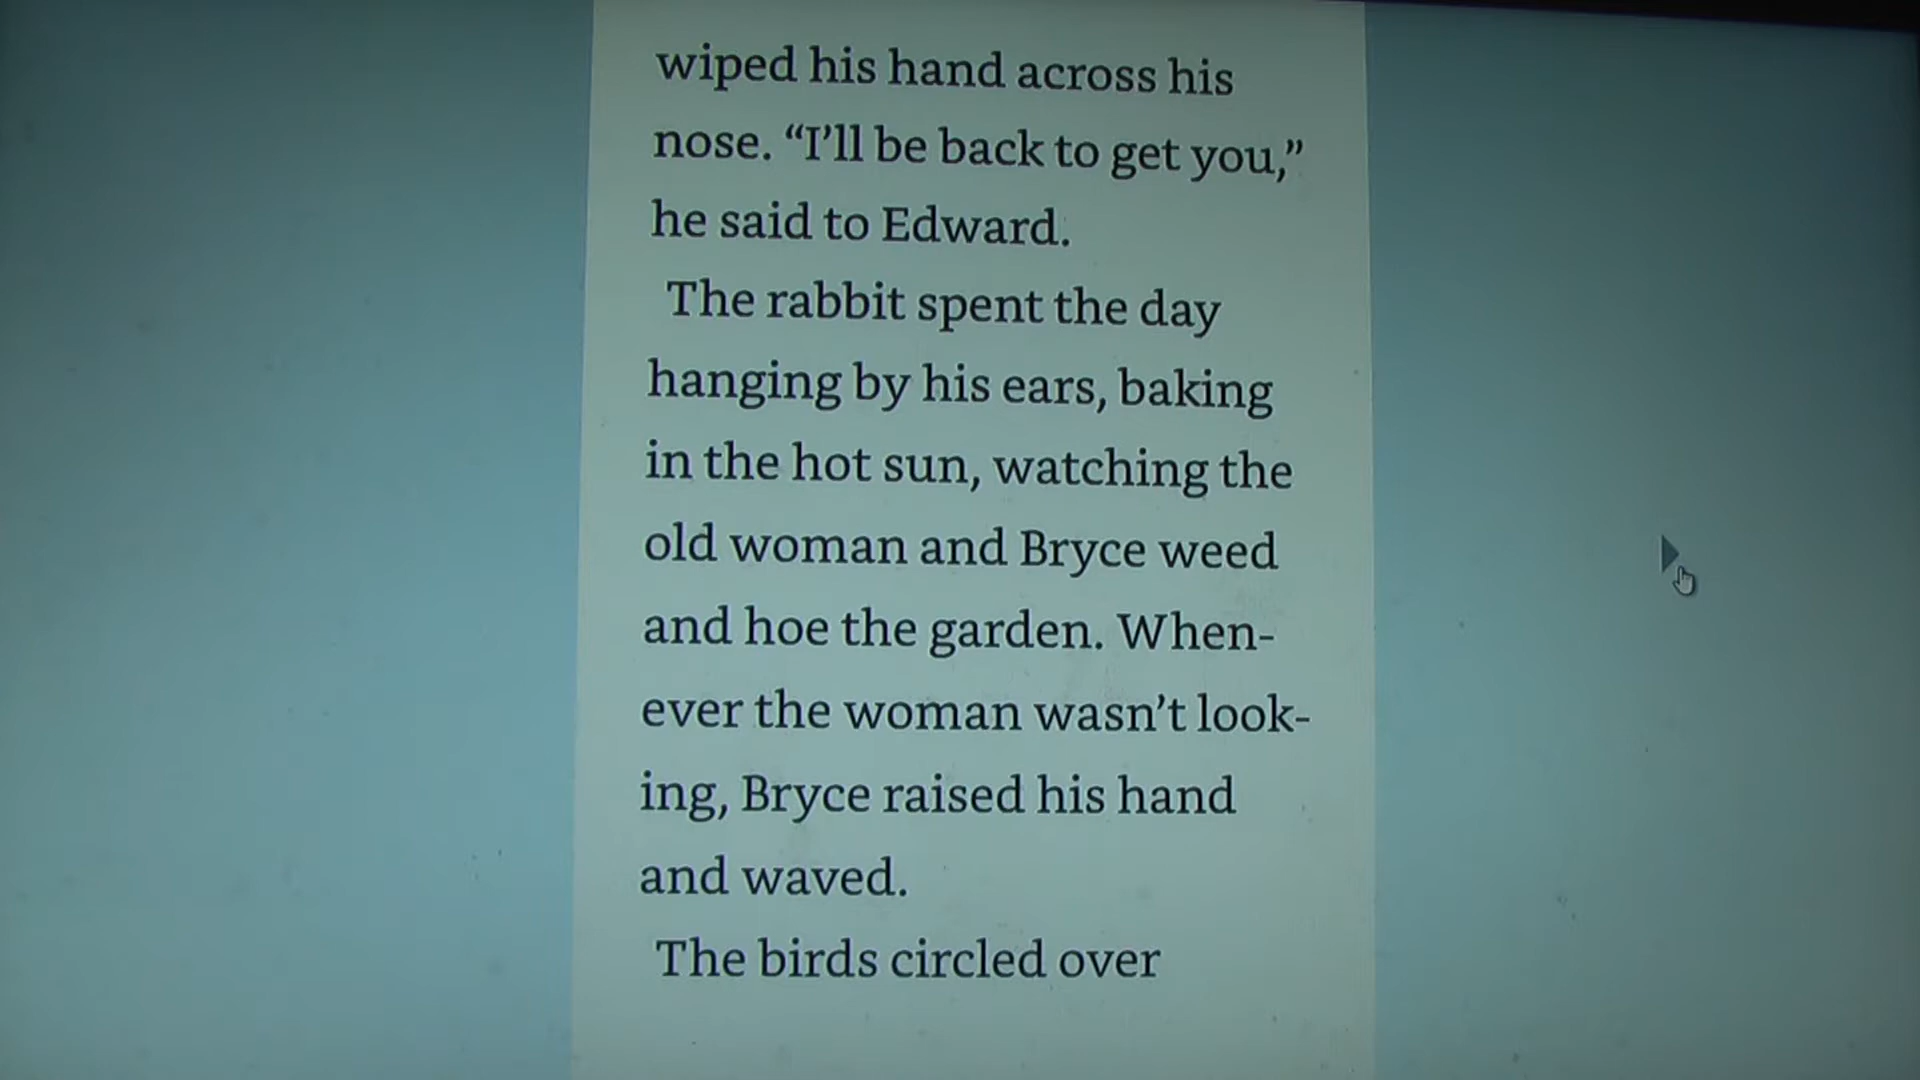 wiped his hand across his
nose. “I’ll be back to get you,”
he said to Edward.
The rabbit spent the day
hanging by his ears, baking
in the hot sun, watching the
old woman and Bryce weed
and hoe the garden. When-
ever the woman wasn’t look-
ing, Bryce raised his hand
and waved.
The birds circled over